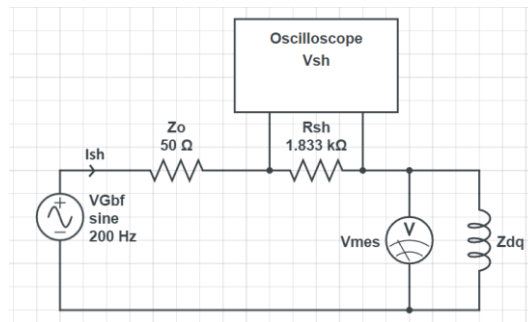 Oscilloscope
Vsh
Zo
50 Ω
Rsh
1.833 kΩ
Ish
VGbf
sine
200 Hz
Vmes
V
Zdq